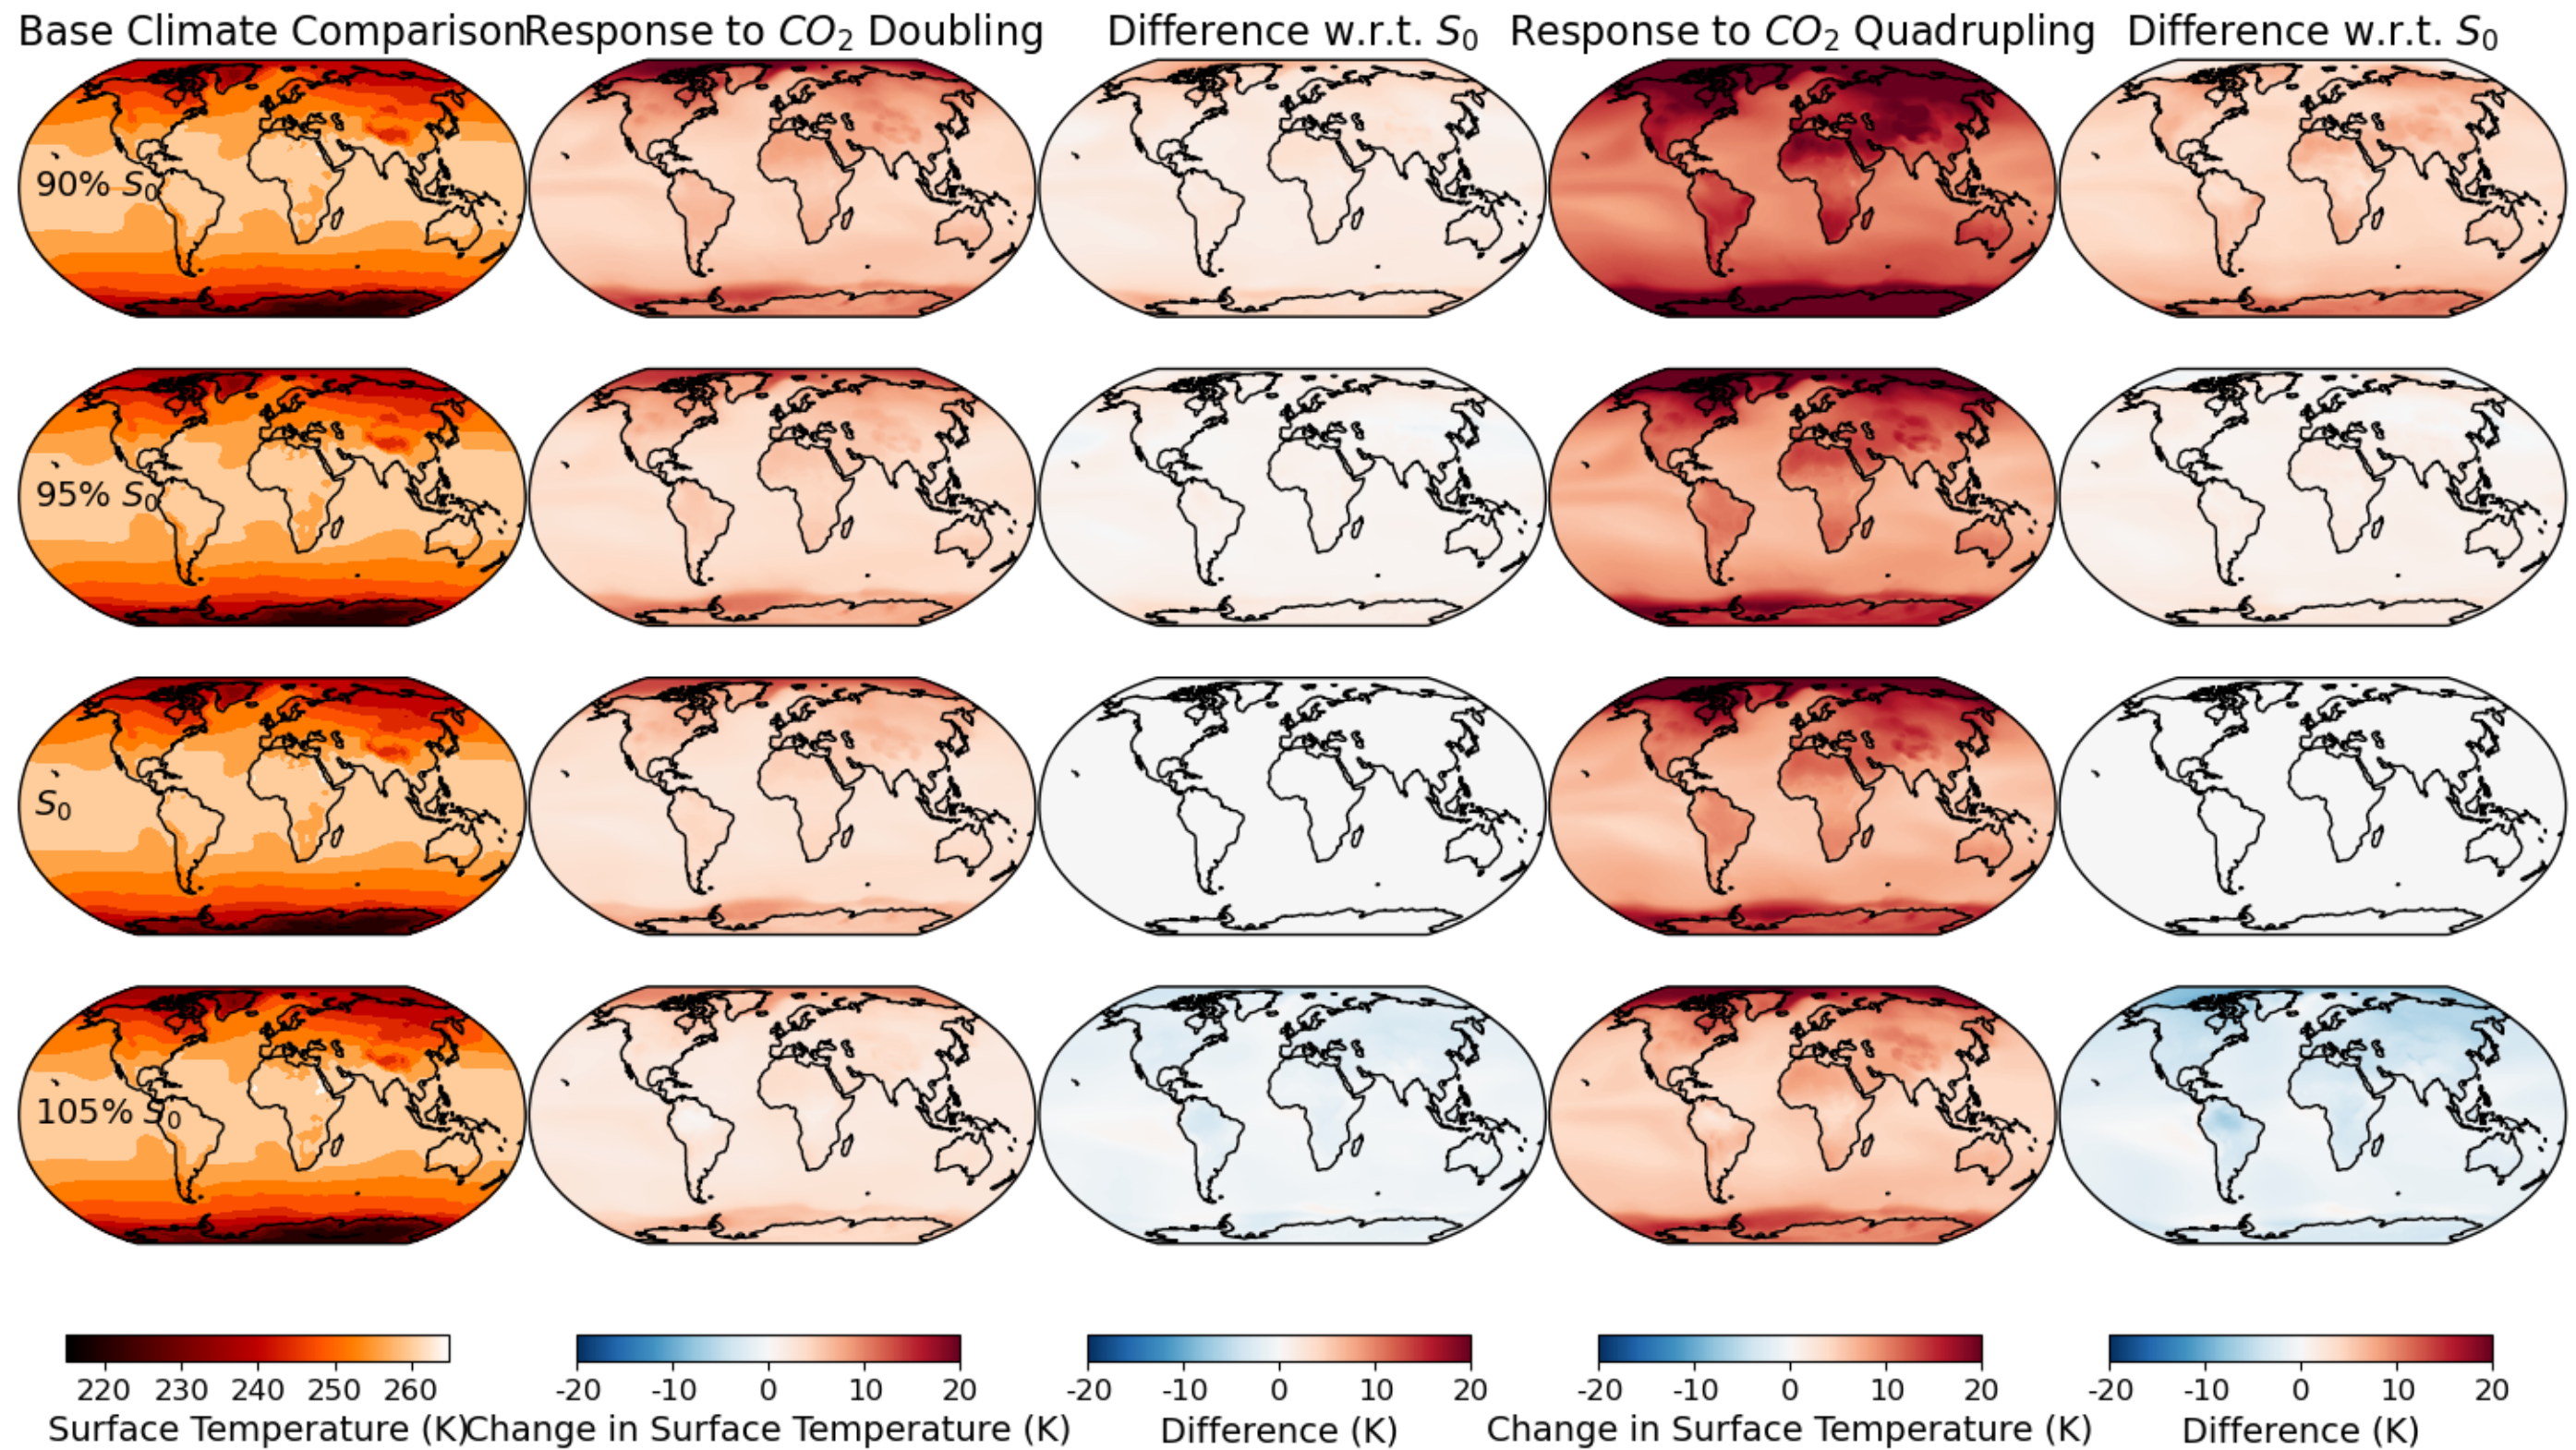 Base Climate Comparison
Response to CO₂ Doubling
Difference w.r.t. S₀
Response to CO₂ Quadrupling
Difference w.r.t. S₀
90% S₀
95% S₀
S₀
105% S₀
220 230 240 250 260
Surface Temperature (K)
-20 -10 0 10 20
Change in Surface Temperature (K)
-20 -10 0 10 20
Difference (K)
-20 -10 0 10 20
Change in Surface Temperature (K)
-20 -10 0 10 20
Difference (K)